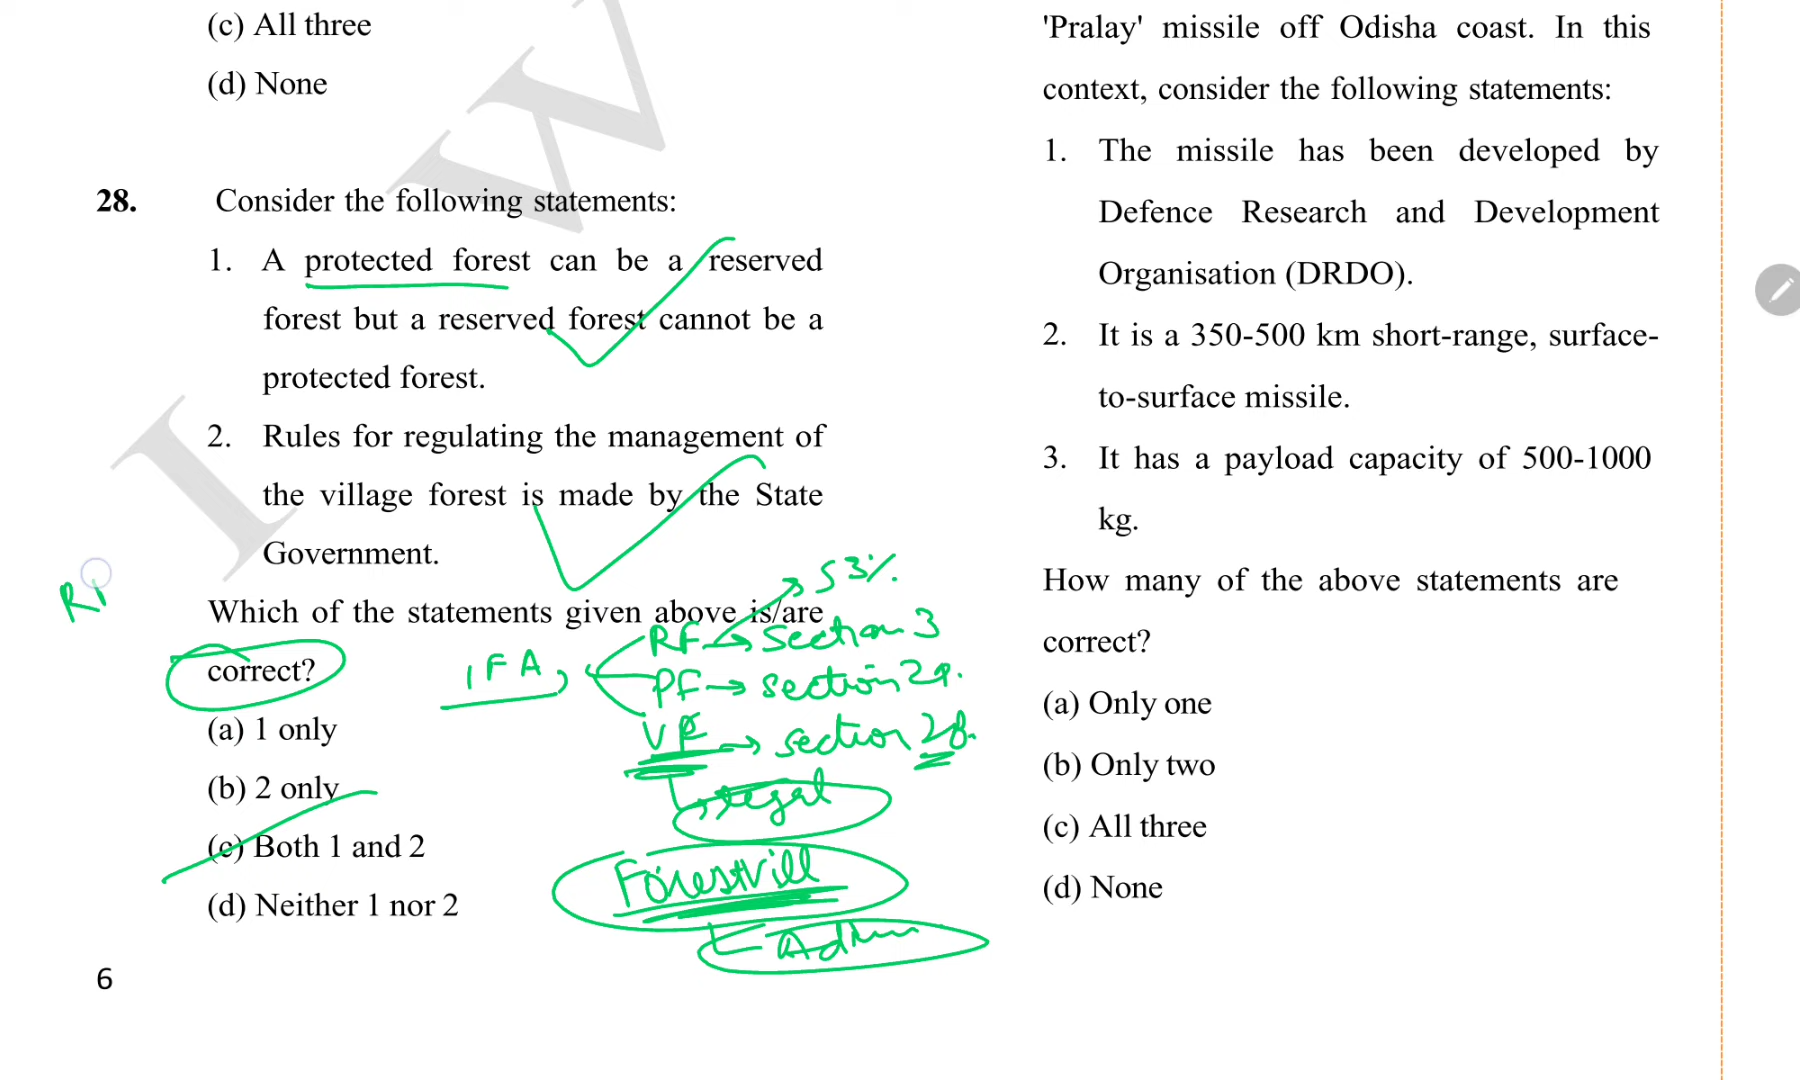 (c) All three
(d) None
28. Consider the following statements:
1. A protected forest can be a reserved
forest but a reserved forest cannot be a
protected forest.
2. Rules for regulating the management of
the village forest is made by the State
Government.
Which of the statements given above is/are
correct?
(a) 1 only
(b) 2 only
(c) Both 1 and 2
(d) Neither 1 nor 2
IFA,
53%.
RF → Section 3
PF → Section 29.
VF → Section 28.
→ legal
Forest Vill
Admn
6
'Pralay' missile off Odisha coast. In this
context, consider the following statements:
1. The missile has been developed by
Defence Research and Development
Organisation (DRDO).
2. It is a 350-500 km short-range, surface-
to-surface missile.
3. It has a payload capacity of 500-1000
kg.
How many of the above statements are
correct?
(a) Only one
(b) Only two
(c) All three
(d) None